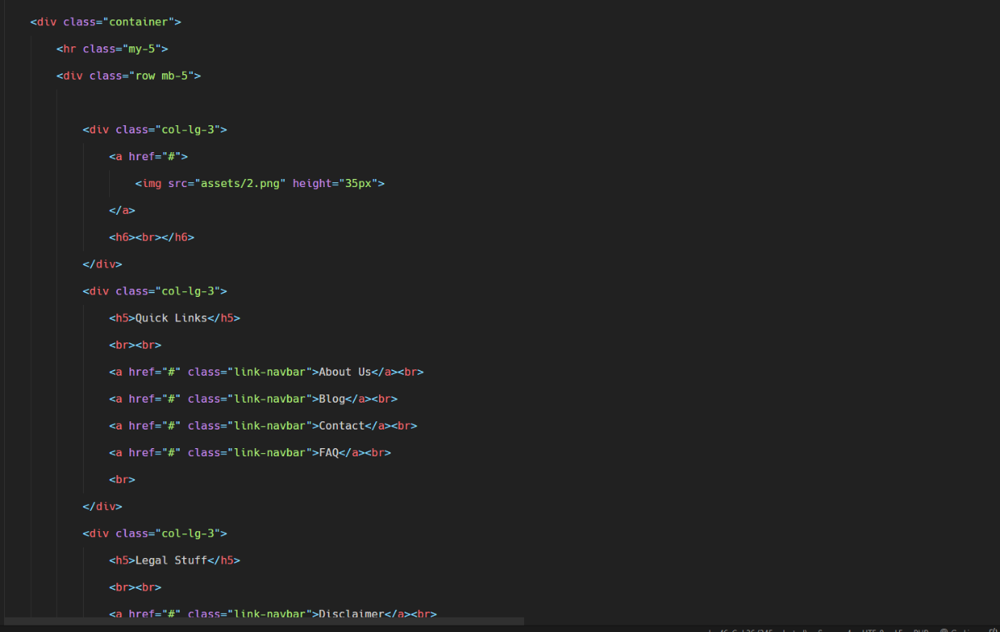 <div class="container">
<hr class="my-5">
<div class="row mb-5">
<div class="col-lg-3">
<a href="#">
<img src="assets/2.png" height="35px">
</a>
<h6><br></h6>
</div>
<div class="col-lg-3">
<h5>Quick Links</h5>
<br><br>
<a href="#" class="link-navbar">About Us</a><br>
<a href="#" class="link-navbar">Blog</a><br>
<a href="#" class="link-navbar">Contact</a><br>
<a href="#" class="link-navbar">FAQ</a><br>
<br>
</div>
<div class="col-lg-3">
<h5>Legal Stuff</h5>
<br><br>
<a href="#" class="link-navbar">Disclaimer</a><br>